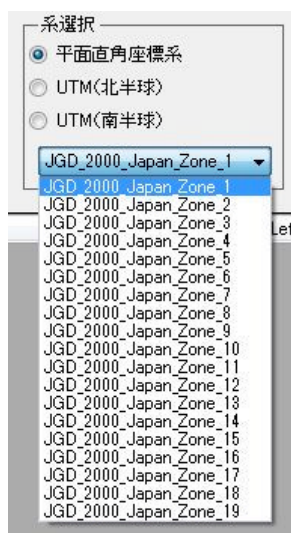 系選択
平面直角座標系
UTM(北半球)
UTM(南半球)
JGD_2000_Japan_Zone_1
JGD_2000_Japan_Zone_1
JGD_2000_Japan_Zone_2
Lef
JGD_2000_Japan_Zone_3
JGD_2000_Japan_Zone_4
JGD_2000_Japan_Zone_5
JGD_2000_Japan_Zone_6
JGD_2000_Japan_Zone_7
JGD_2000_Japan_Zone_8
JGD_2000_Japan_Zone_9
JGD_2000_Japan_Zone_10
JGD_2000_Japan_Zone_11
JGD_2000_Japan_Zone_12
JGD_2000_Japan_Zone_13
JGD_2000_Japan_Zone_14
JGD_2000_Japan_Zone_15
JGD_2000_Japan_Zone_16
JGD_2000_Japan_Zone_17
JGD_2000_Japan_Zone_18
JGD_2000_Japan_Zone_19